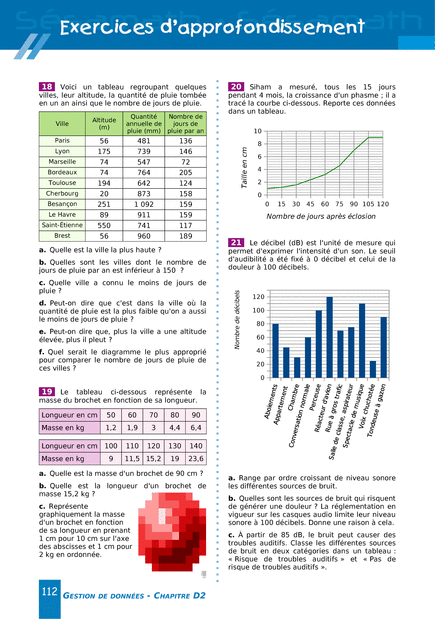 Exercices d'approfondissement
18 Voici un tableau regroupant quelques
villes, leur altitude, la quantité de pluie tombée
en un an ainsi que le nombre de jours de pluie.
Ville Altitude (m) Quantité annuelle de pluie (mm) Nombre de jours de pluie par an
Paris 56 481 136
Lyon 175 739 146
Marseille 74 547 72
Bordeaux 74 764 205
Toulouse 194 642 124
Cherbourg 20 873 158
Besançon 251 1 092 159
Le Havre 89 911 159
Saint-Étienne 550 741 117
Brest 56 960 189
a. Quelle est la ville la plus haute ?
b. Quelles sont les villes dont le nombre de
jours de pluie par an est inférieur à 150 ?
c. Quelle ville a connu le moins de jours de
pluie ?
d. Peut-on dire que c'est dans la ville où la
quantité de pluie est la plus faible qu'on a aussi
le moins de jours de pluie ?
e. Peut-on dire que, plus la ville a une altitude
élevée, plus il pleut ?
f. Quel serait le diagramme le plus approprié
pour comparer le nombre de jours de pluie de
ces villes ?
19 Le tableau ci-dessous représente la
masse du brochet en fonction de sa longueur.
Longueur en cm 50 60 70 80 90
Masse en kg 1,2 1,9 3 4,4 6,4
Longueur en cm 100 110 120 130 140
Masse en kg 9 11,5 15,2 19 23,6
a. Quelle est la masse d'un brochet de 90 cm ?
b. Quelle est la longueur d'un brochet de
masse 15,2 kg ?
c. Représente
graphiquement la masse
d'un brochet en fonction
de sa longueur en prenant
1 cm pour 10 cm sur l'axe
des abscisses et 1 cm pour
2 kg en ordonnée.
20 Siham a mesuré, tous les 15 jours
pendant 4 mois, la croissance d'un phasme ; il a
tracé la courbe ci-dessous. Reporte ces données
dans un tableau.
Taille en cm
10
8
6
4
2
0
0 15 30 45 60 75 90 105 120
Nombre de jours après éclosion
21 Le décibel (dB) est l'unité de mesure qui
permet d'exprimer l'intensité d'un son. Le seuil
d'audibilité a été fixé à 0 décibel et celui de la
douleur à 100 décibels.
Nombre de décibels
120
100
80
60
40
20
0
Aboiements
Appartement
Chambre
Conversation normale
Perceuse
Réacteur d'avion
Rue à gros trafic
Salle de classe, aspirateur
Spectacle de musique
Voix chuchotée
Tondeuse à gazon
a. Range par ordre croissant de niveau sonore
les différentes sources de bruit.
b. Quelles sont les sources de bruit qui risquent
de générer une douleur ? La réglementation en
vigueur sur les casques audio limite leur niveau
sonore à 100 décibels. Donne une raison à cela.
c. À partir de 85 dB, le bruit peut causer des
troubles auditifs. Classe les différentes sources
de bruit en deux catégories dans un tableau :
« Risque de troubles auditifs » et « Pas de
risque de troubles auditifs ».
112 GESTION DE DONNÉES - CHAPITRE D2